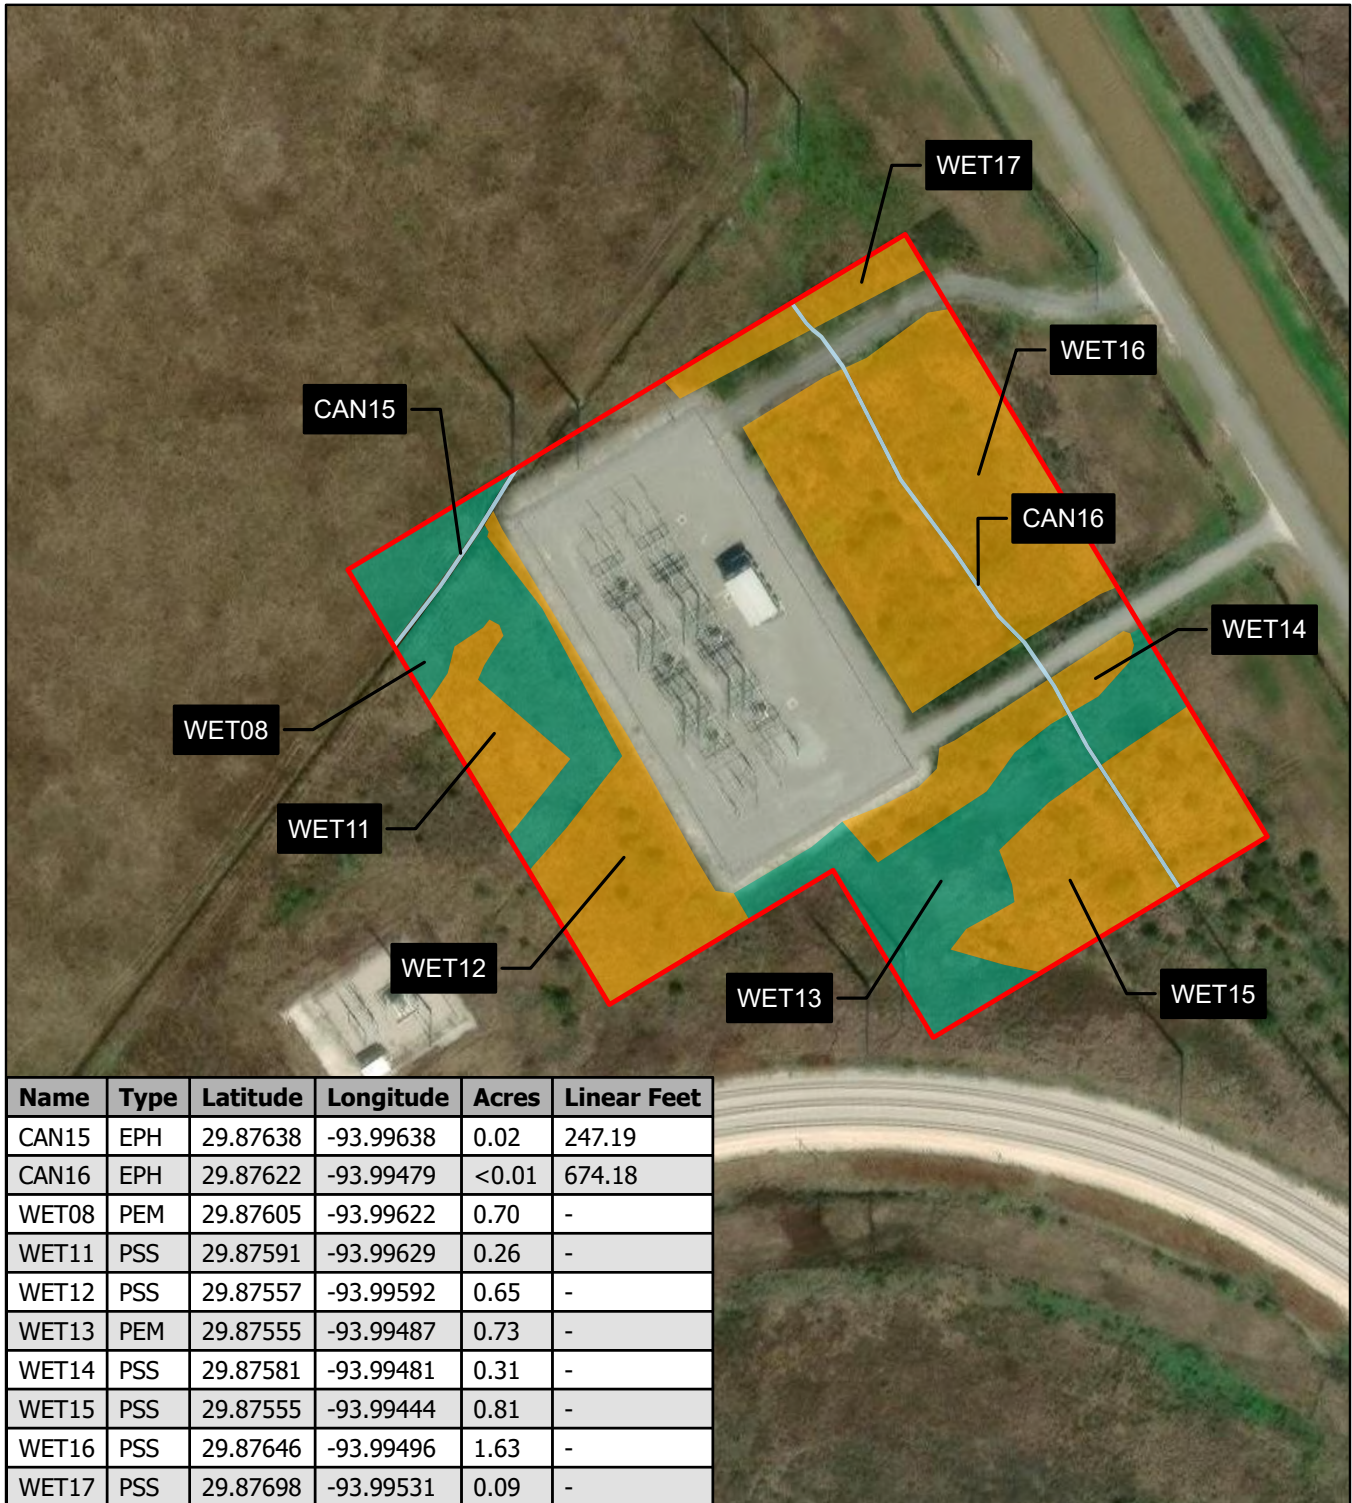 WET17
WET16
CAN15
CAN16
WET14
WET08
WET11
WET12
WET13
WET15
Name Type Latitude Longitude Acres Linear Feet
CAN15 EPH 29.87638 -93.99638 0.02 247.19
CAN16 EPH 29.87622 -93.99479 <0.01 674.18
WET08 PEM 29.87605 -93.99622 0.70 -
WET11 PSS 29.87591 -93.99629 0.26 -
WET12 PSS 29.87557 -93.99592 0.65 -
WET13 PEM 29.87555 -93.99487 0.73 -
WET14 PSS 29.87581 -93.99481 0.31 -
WET15 PSS 29.87555 -93.99444 0.81 -
WET16 PSS 29.87646 -93.99496 1.63 -
WET17 PSS 29.87698 -93.99531 0.09 -